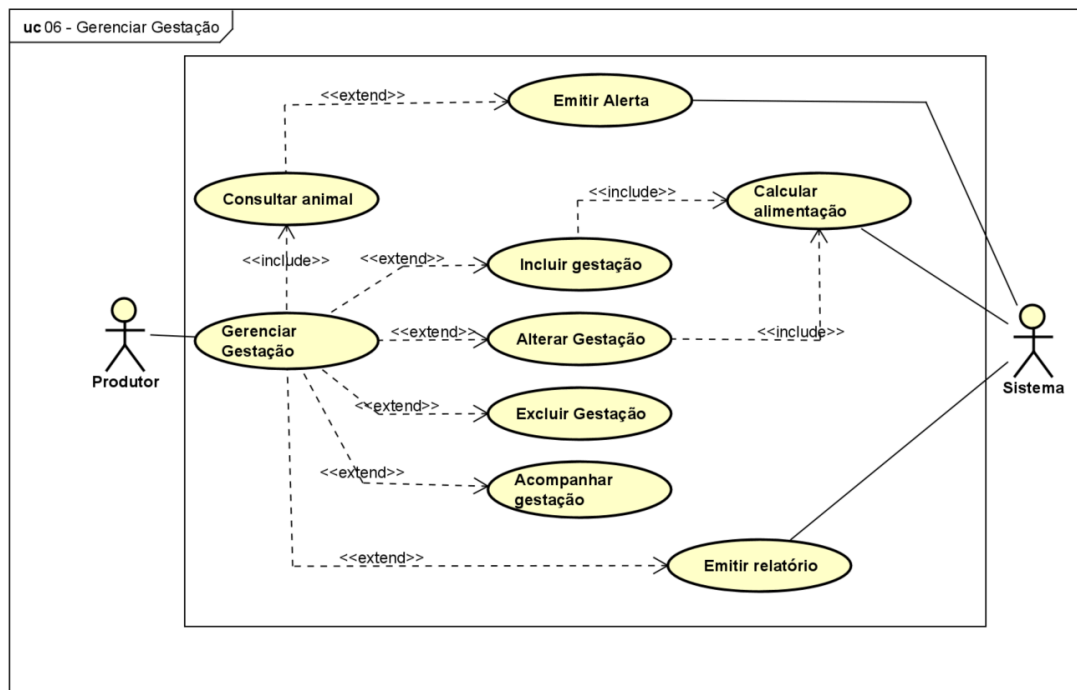 uc 06 - Gerenciar Gestação
<<extend>>
Emitir Alerta
Consultar animal
<<include>>
Calcular
alimentação
<<include>>
<<extend>>
Incluir gestação
Produtor
Gerenciar
Gestação
<<extend>>
Alterar Gestação
<<include>>
Sistema
<<extend>>
Excluir Gestação
<<extend>>
Acompanhar
gestação
<<extend>>
Emitir relatório